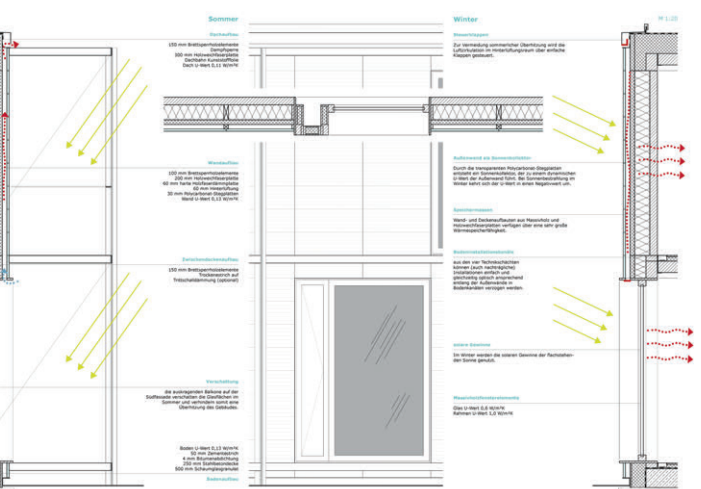 Sommer
Dachaufbau
150 mm Brettsperrholzelemente
Dampfsperre
300 mm Holzweichfaserplatte
Dachbahn Kunststofffolie
Dach U-Wert 0,11 W/m²K
Wandaufbau
100 mm Brettsperrholzelemente
200 mm Holzweichfaserplatte
60 mm harte Holzfaserdämmplatte
60 mm Hinterlüftung
30 mm Polycarbonat-Stegplatten
Wand U-Wert 0,13 W/m²K
Zwischendeckenaufbau
150 mm Brettsperrholzelemente
Trockenestrich auf
Trittschalldämmung (optional)
Verschattung
die auskragenden Balkone auf der
Südfassade verschatten die Glasflächen im
Sommer und verhindern somit eine
Überhitzung des Gebäudes.
Boden U-Wert 0,13 W/m²K
50 mm Zementestrich
4 mm Bitumenabdichtung
250 mm Stahlbetondecke
500 mm Schaumglasgranulat
Bodenaufbau
Winter
M 1:20
Steuerklappen
Zur Vermeidung sommerlicher Überhitzung wird die
Luftzirkulation im Hinterlüftungsraum über einfache
Klappen gesteuert.
Außenwand als Sonnenkollektor
Durch die transparenten Polycarbonat-Stegplatten
entsteht ein Sonnenkollektor, der zu einem dynamischen
U-Wert der Außenwand führt. Bei Sonneneinstrahlung im
Winter kehrt sich der U-Wert in einen Negativwert um.
Speichermassen
Wand- und Deckenaufbauten aus Massivholz und
Holzweichfaserplatten verfügen über eine sehr große
Wärmespeicherfähigkeit.
Bodeninstallationskanäle
aus den vier Technikschächten
können (auch nachträgliche)
Installationen einfach und
gleichzeitig optisch ansprechend
entlang der Außenwände in
Bodenkanälen verzogen werden.
solare Gewinne
Im Winter werden die solaren Gewinne der flachstehen-
den Sonne genutzt.
Glas U-Wert 0,6 W/m²K
Rahmen U-Wert 1,0 W/m²K